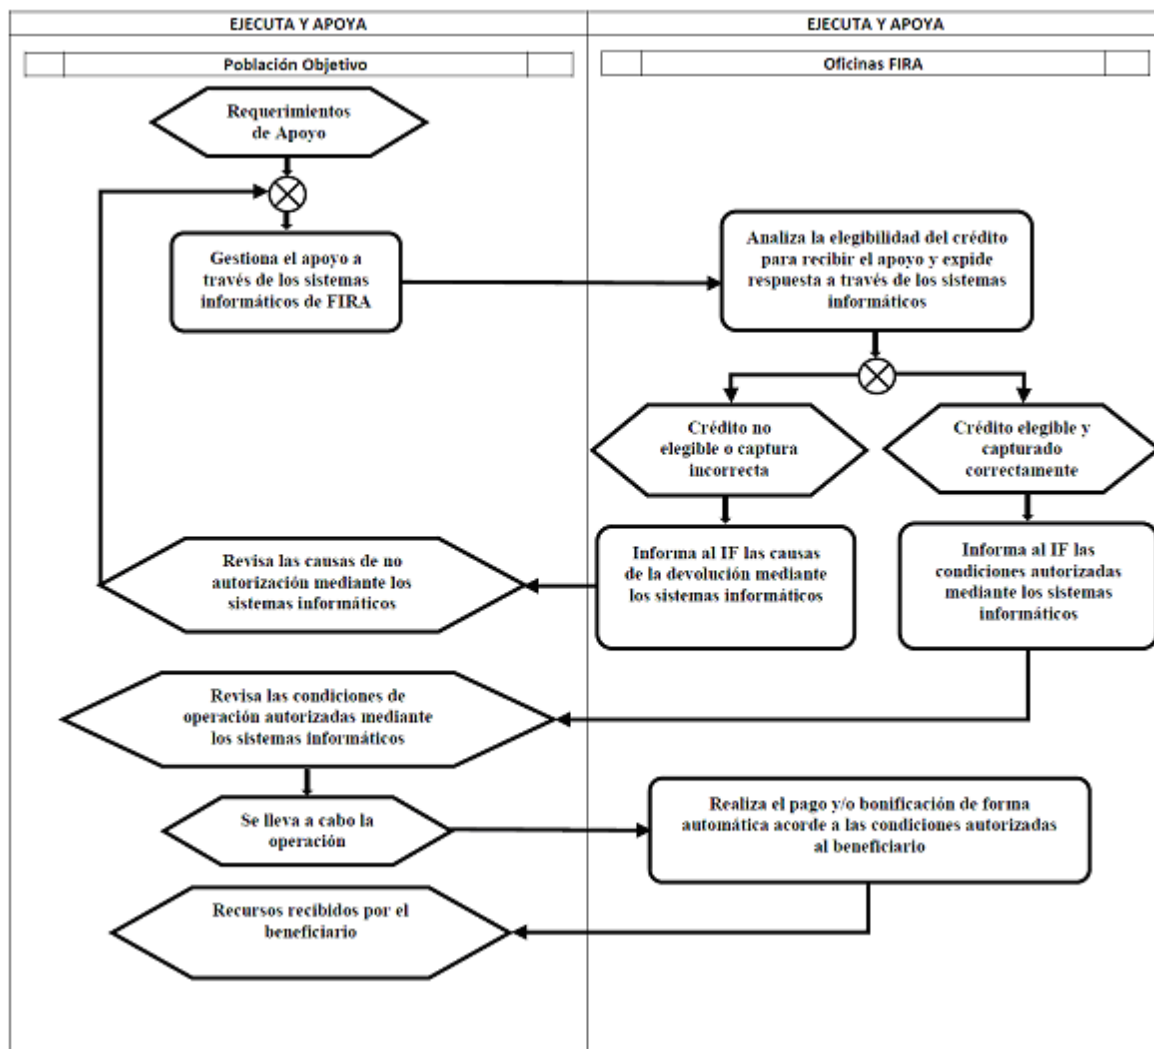 EJECUTA Y APOYA
EJECUTA Y APOYA
Población Objetivo
Oficinas FIRA
Requerimientos
de Apoyo
Gestiona el apoyo a
través de los sistemas
informáticos de FIRA
Analiza la elegibilidad del crédito
para recibir el apoyo y expide
respuesta a través de los sistemas
informáticos
Crédito no
elegible o captura
incorrecta
Crédito elegible y
capturado
correctamente
Informa al IF las causas
de la devolución mediante
los sistemas informáticos
Informa al IF las
condiciones autorizadas
mediante los sistemas
informáticos
Revisa las causas de no
autorización mediante los
sistemas informáticos
Revisa las condiciones de
operación autorizadas mediante
los sistemas informáticos
Se lleva a cabo la
operación
Realiza el pago y/o bonificación de forma
automática acorde a las condiciones autorizadas
al beneficiario
Recursos recibidos por el
beneficiario